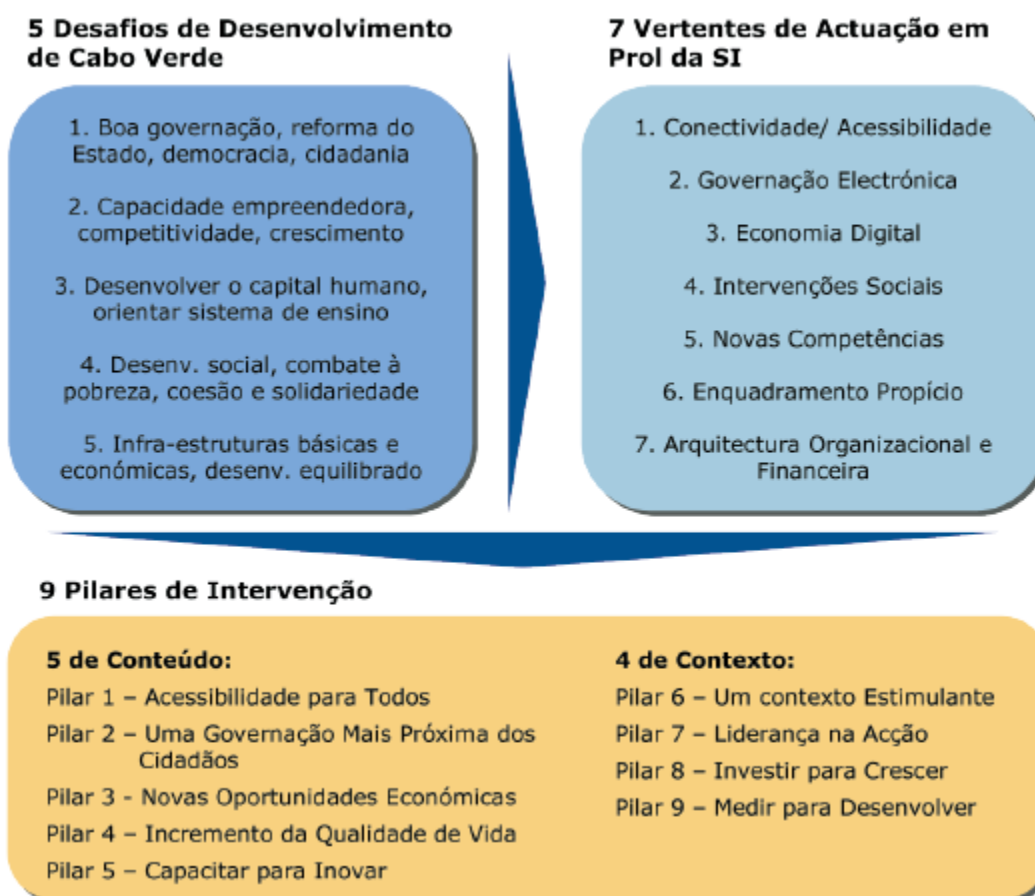 5 Desafios de Desenvolvimento
de Cabo Verde
1. Boa governação, reforma do
Estado, democracia, cidadania
2. Capacidade empreendedora,
competitividade, crescimento
3. Desenvolver o capital humano,
orientar sistema de ensino
4. Desenv. social, combate à
pobreza, coesão e solidariedade
5. Infra-estruturas básicas e
económicas, desenv. equilibrado
7 Vertentes de Actuação em
Prol da SI
1. Conectividade/ Acessibilidade
2. Governação Electrónica
3. Economia Digital
4. Intervenções Sociais
5. Novas Competências
6. Enquadramento Propício
7. Arquitectura Organizacional e
Financeira
9 Pilares de Intervenção
5 de Conteúdo:
Pilar 1 – Acessibilidade para Todos
Pilar 2 – Uma Governação Mais Próxima dos
Cidadãos
Pilar 3 - Novas Oportunidades Económicas
Pilar 4 – Incremento da Qualidade de Vida
Pilar 5 – Capacitar para Inovar
4 de Contexto:
Pilar 6 – Um contexto Estimulante
Pilar 7 – Liderança na Acção
Pilar 8 – Investir para Crescer
Pilar 9 – Medir para Desenvolver